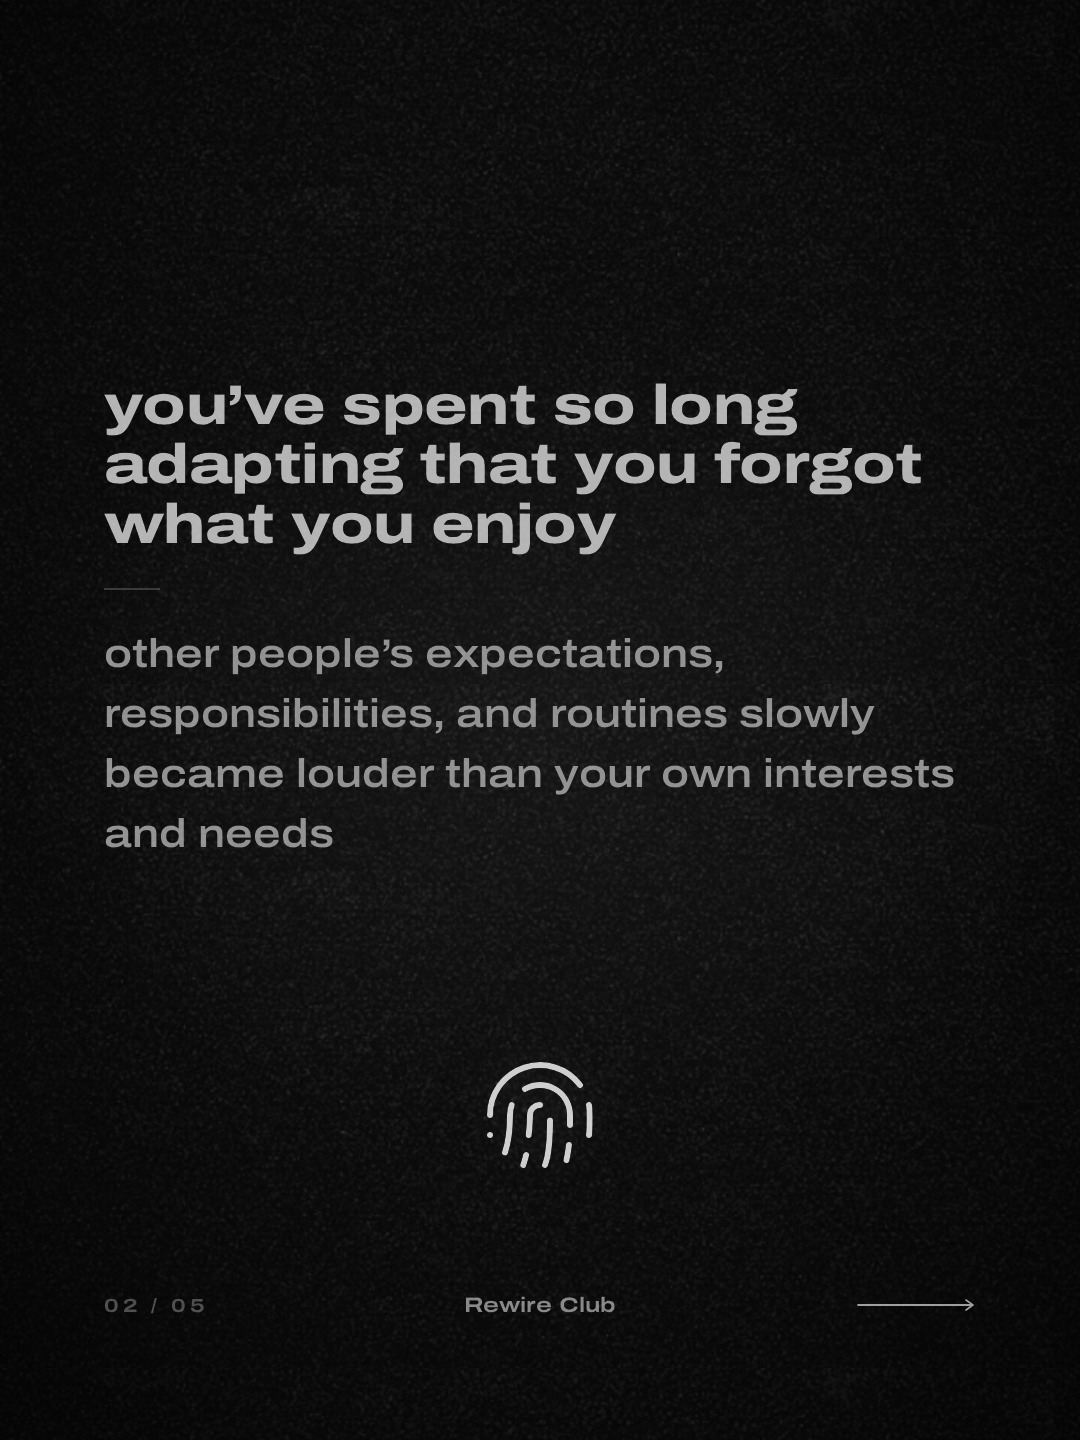 you’ve spent so long
adapting that you forgot
what you enjoy
other people’s expectations,
responsibilities, and routines slowly
became louder than your own interests
and needs
02 / 05
Rewire Club